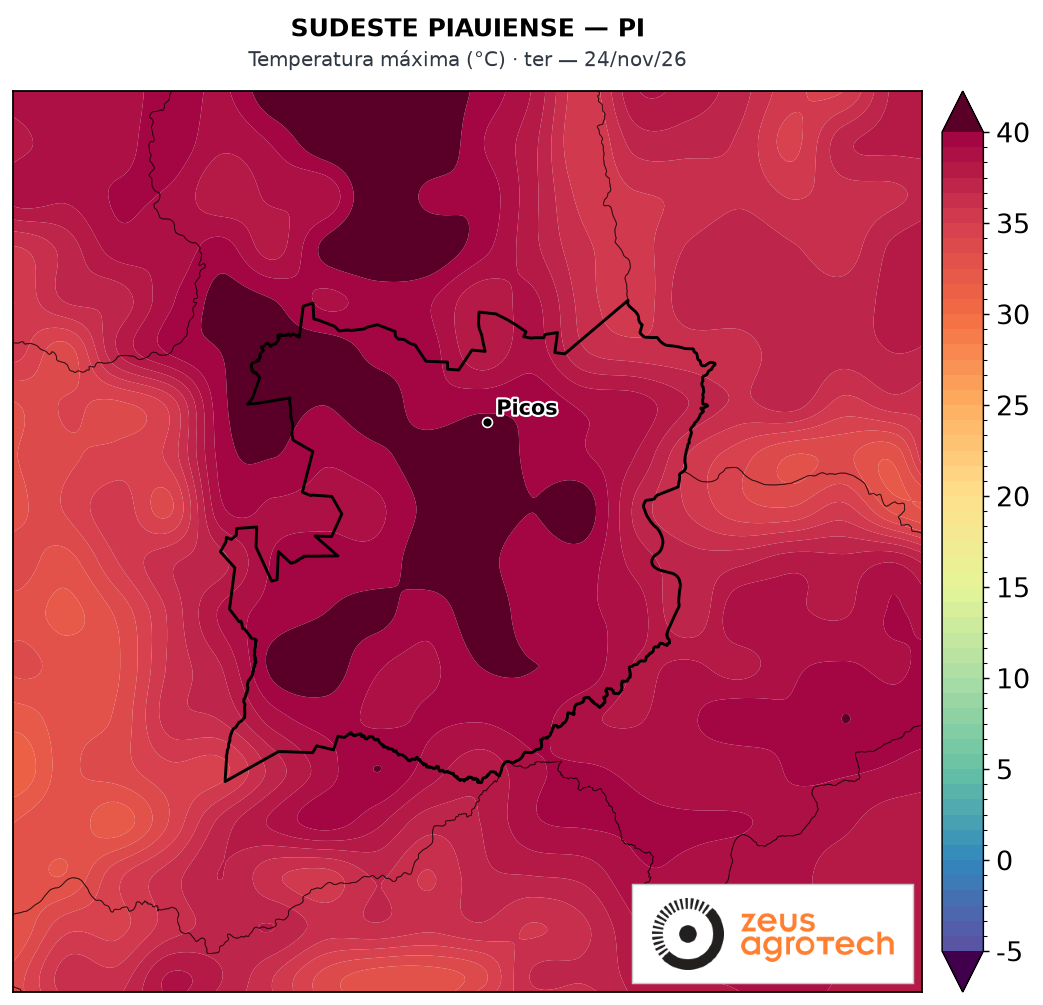 SUDESTE PIAUIENSE — PI
Temperatura máxima (°C) · ter — 24/nov/26
40
35
30
25
20
15
10
5
0
-5
Picos
zeus
agrotech